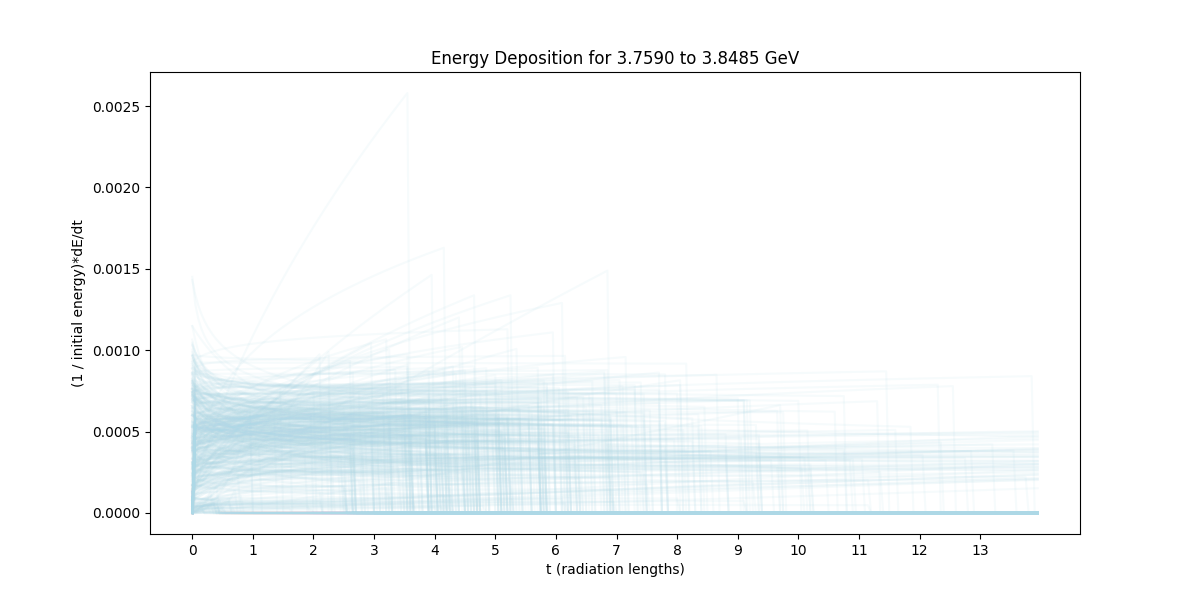 Energy Deposition for 3.7590 to 3.8485 GeV
0.0025
0.0020
0.0015
0.0010
0.0005
0.0000
(1 / initial energy)*dE/dt
0 1 2 3 4 5 6 7 8 9 10 11 12 13
t (radiation lengths)